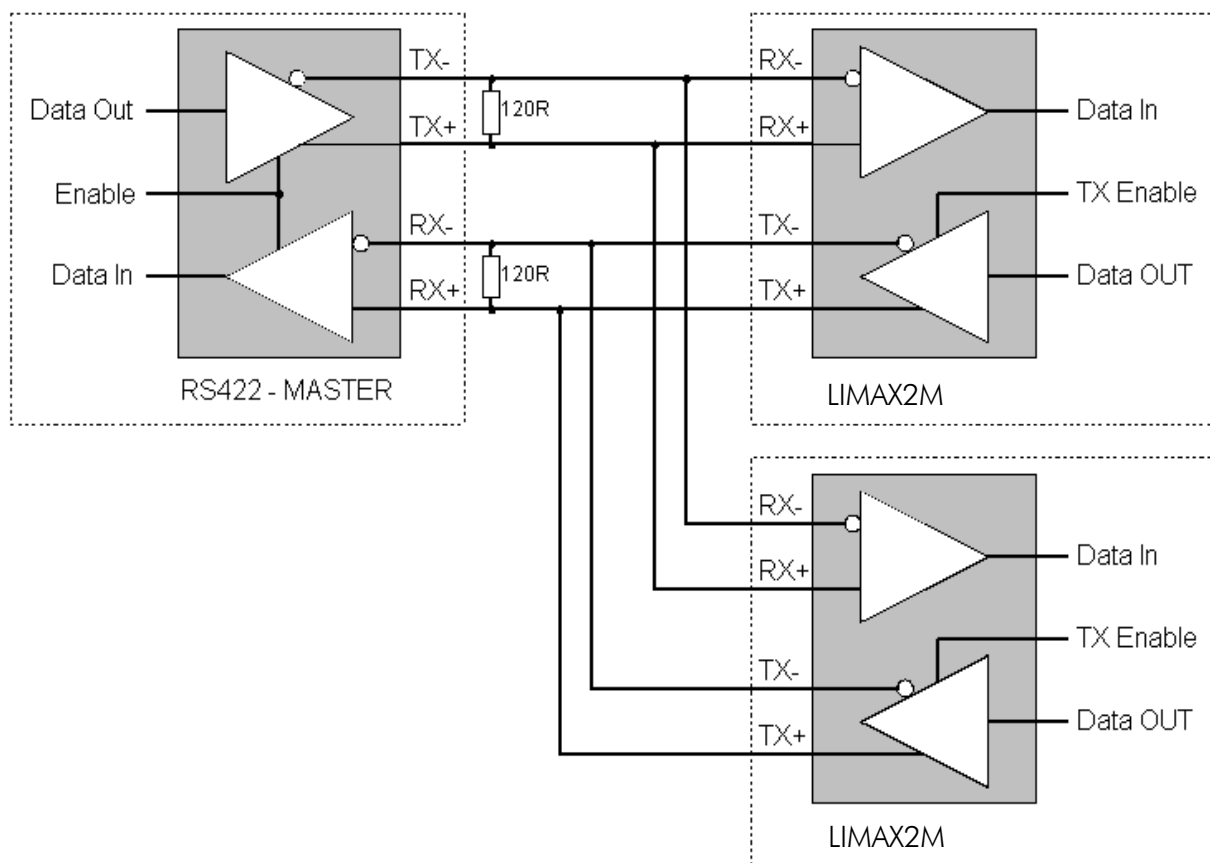 TX-
RX-
Data Out
120R
Data In
TX+
RX+
Enable
TX Enable
RX-
TX-
Data In
120R
Data OUT
RX+
TX+
RS422 - MASTER
LIMAX2M
RX-
Data In
RX+
TX Enable
TX-
Data OUT
TX+
LIMAX2M